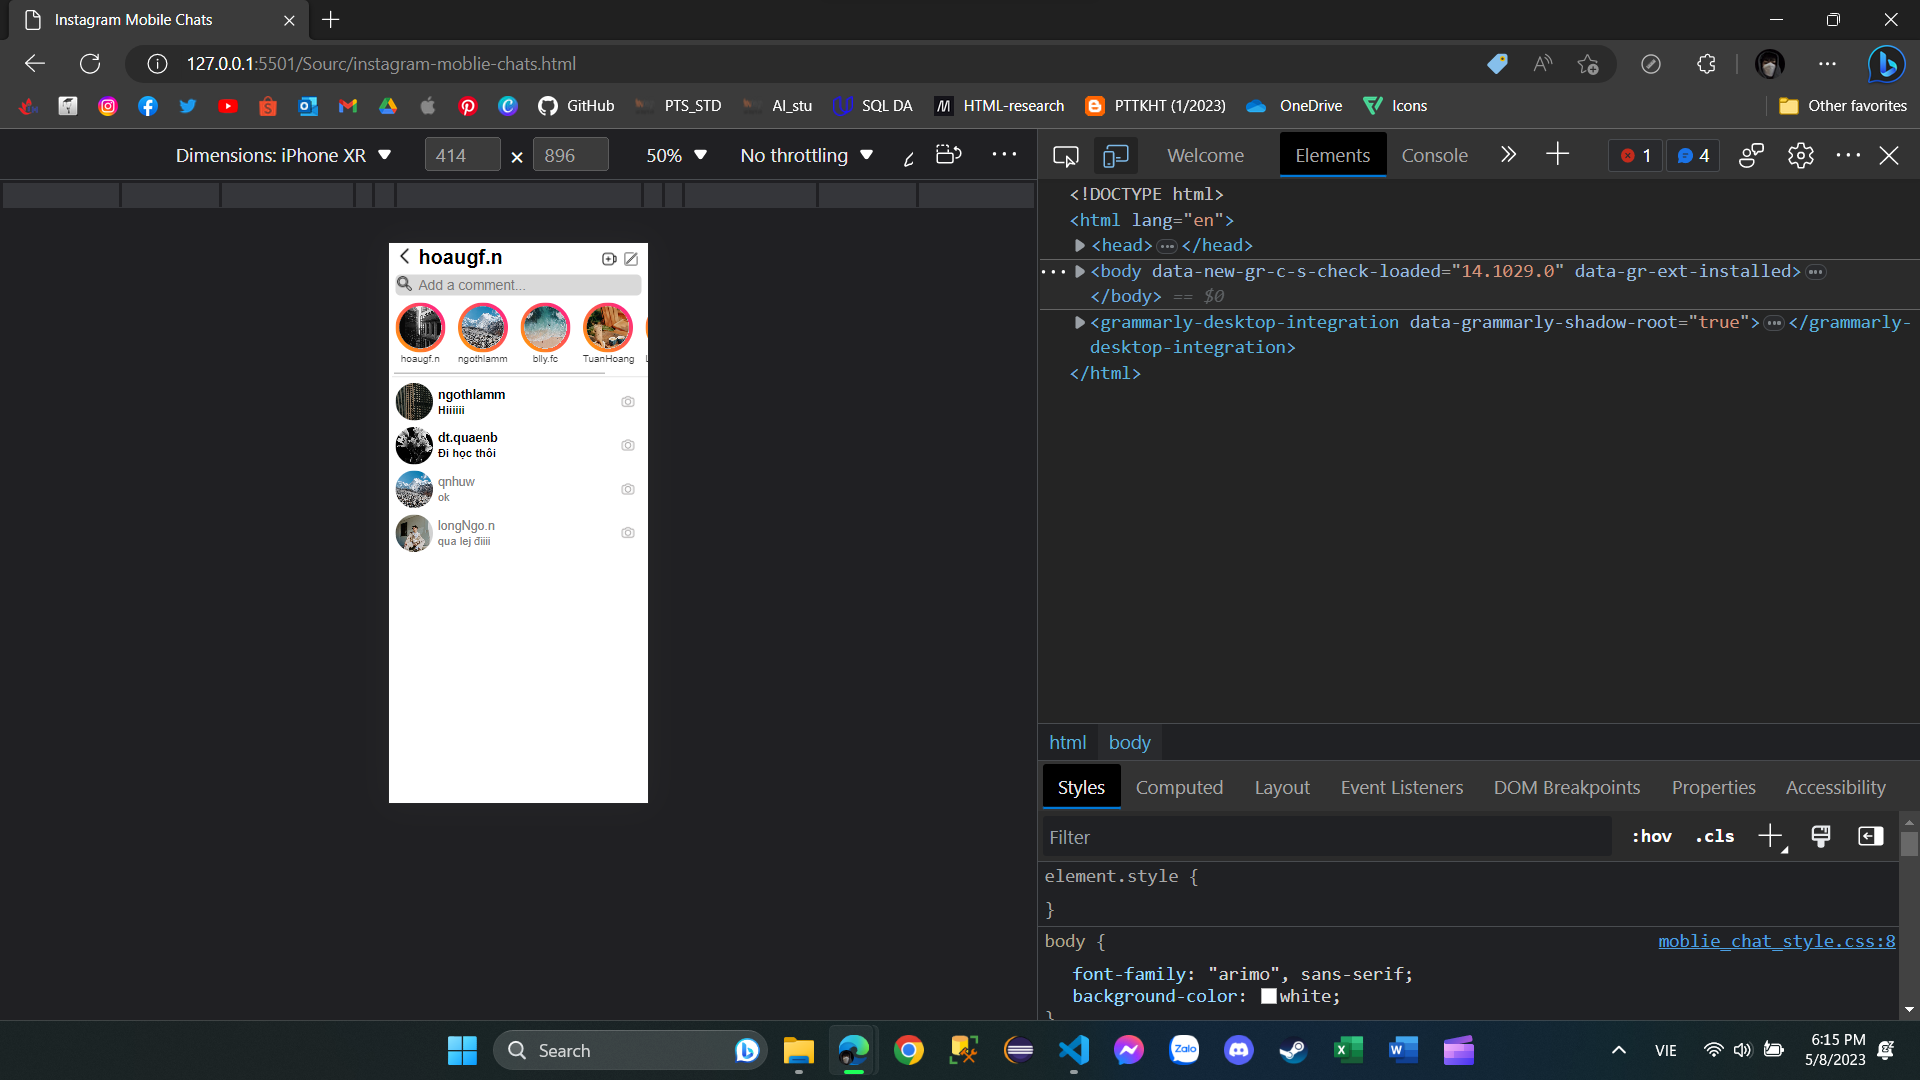 Instagram Mobile Chats
127.0.0.1:5501/Sourc/instagram-moblie-chats.html
GitHub PTS_STD AI_stu SQL DA HTML-research PTTKHT (1/2023) OneDrive Icons Other favorites
Dimensions: iPhone XR 414 × 896 50% No throttling
Welcome Elements Console 1 4
hoaugf.n
Add a comment...
hoaugf.n ngothlamm blly.fc TuanHoang
ngothlamm
Hiiiiii
dt.quaenb
Đi học thôi
qnhuw
ok
longNgo.n
qua lẹj điiii
<!DOCTYPE html>
<html lang="en">
<head>···</head>
··· <body data-new-gr-c-s-check-loaded="14.1029.0" data-gr-ext-installed>···
</body> == $0
<grammarly-desktop-integration data-grammarly-shadow-root="true">···</grammarly-
desktop-integration>
</html>
html body
Styles Computed Layout Event Listeners DOM Breakpoints Properties Accessibility
Filter :hov .cls
element.style {
}
body { moblie_chat_style.css:8
font-family: "arimo", sans-serif;
background-color: white;
}
Search Zalo VIE 6:15 PM
5/8/2023